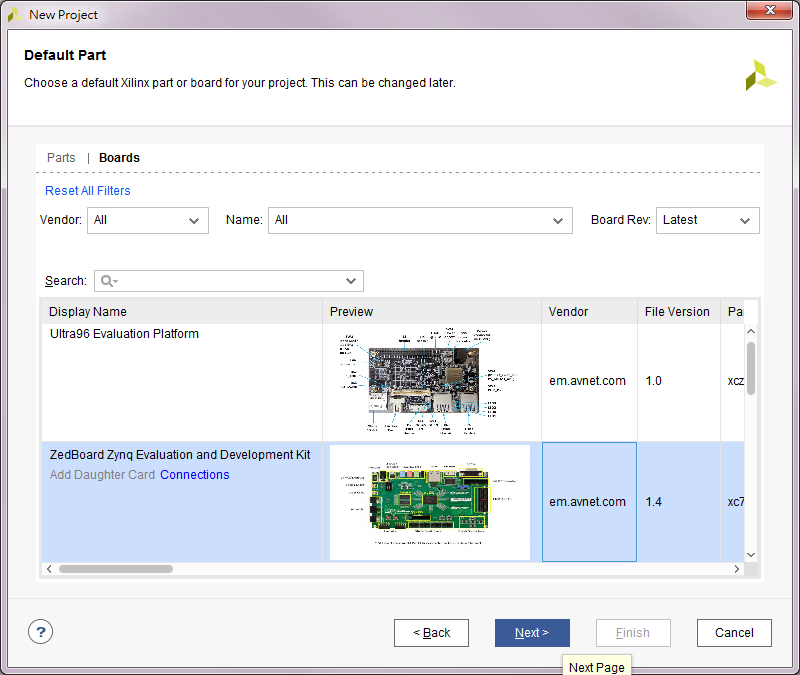 New Project
Default Part
Choose a default Xilinx part or board for your project. This can be changed later.
Parts | Boards
Reset All Filters
Vendor: All Name: All Board Rev: Latest
Search:
Display Name Preview Vendor File Version Pa
Ultra96 Evaluation Platform
em.avnet.com 1.0 xcz
ZedBoard Zynq Evaluation and Development Kit
Add Daughter Card Connections
em.avnet.com 1.4 xc7
? < Back Next > Finish Cancel
Next Page